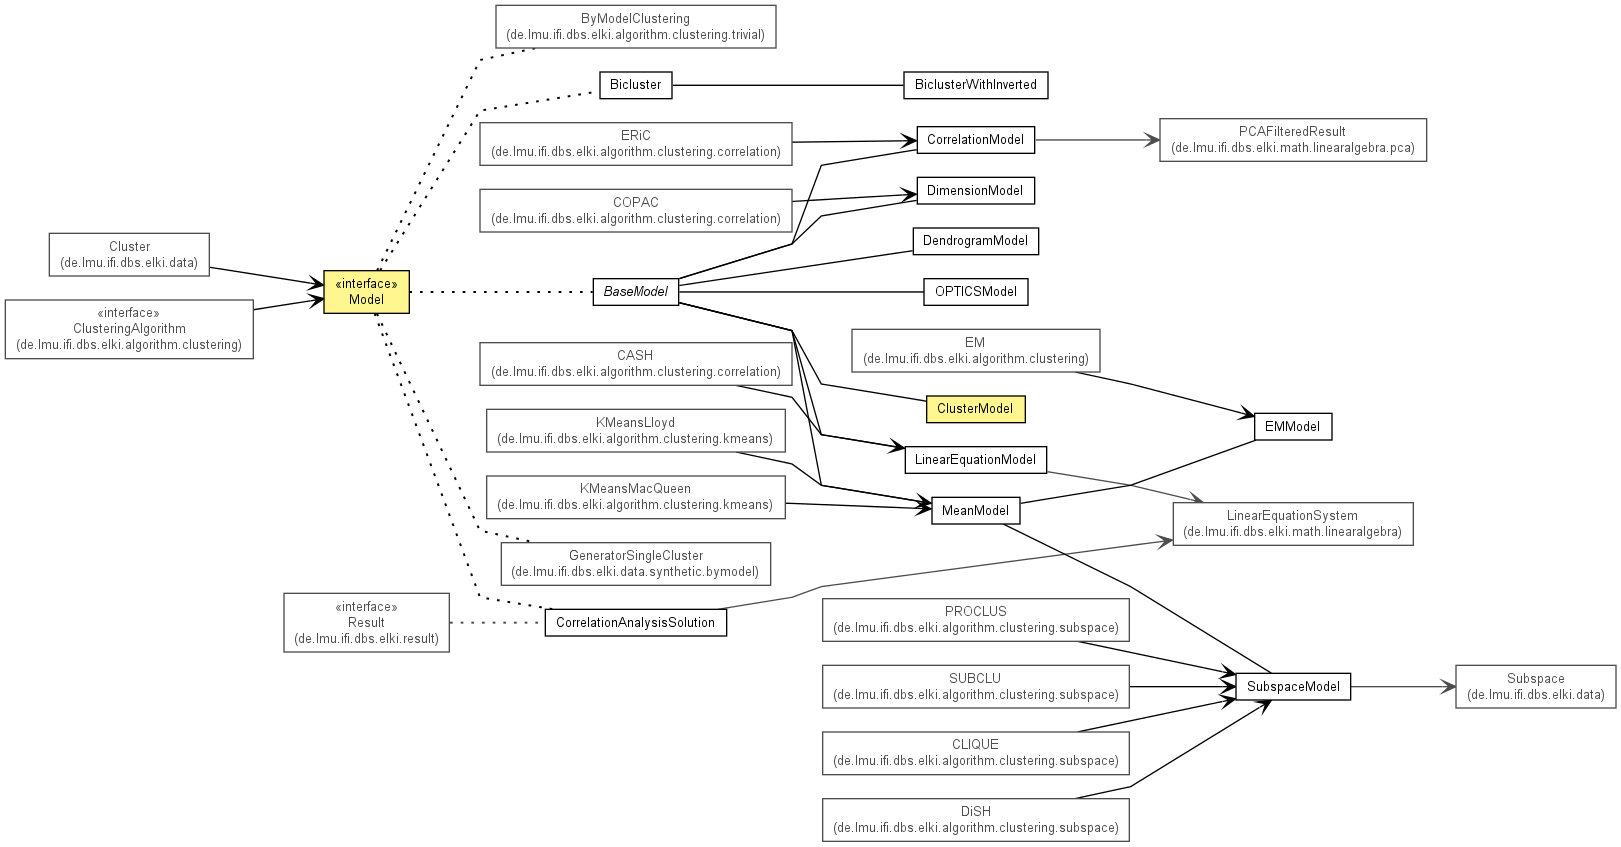 ByModelClustering
(de.lmu.ifi.dbs.elki.algorithm.clustering.trivial)
Bicluster
BiclusterWithInverted
ERiC
(de.lmu.ifi.dbs.elki.algorithm.clustering.correlation)
CorrelationModel
PCAFilteredResult
(de.lmu.ifi.dbs.elki.math.linearalgebra.pca)
COPAC
(de.lmu.ifi.dbs.elki.algorithm.clustering.correlation)
DimensionModel
Cluster
(de.lmu.ifi.dbs.elki.data)
DendrogramModel
«interface»
Model
BaseModel
OPTICSModel
«interface»
ClusteringAlgorithm
(de.lmu.ifi.dbs.elki.algorithm.clustering)
CASH
(de.lmu.ifi.dbs.elki.algorithm.clustering.correlation)
EM
(de.lmu.ifi.dbs.elki.algorithm.clustering)
ClusterModel
KMeansLloyd
(de.lmu.ifi.dbs.elki.algorithm.clustering.kmeans)
EMModel
LinearEquationModel
KMeansMacQueen
(de.lmu.ifi.dbs.elki.algorithm.clustering.kmeans)
MeanModel
LinearEquationSystem
(de.lmu.ifi.dbs.elki.math.linearalgebra)
GeneratorSingleCluster
(de.lmu.ifi.dbs.elki.data.synthetic.bymodel)
«interface»
Result
(de.lmu.ifi.dbs.elki.result)
CorrelationAnalysisSolution
PROCLUS
(de.lmu.ifi.dbs.elki.algorithm.clustering.subspace)
SUBCLU
(de.lmu.ifi.dbs.elki.algorithm.clustering.subspace)
SubspaceModel
Subspace
(de.lmu.ifi.dbs.elki.data)
CLIQUE
(de.lmu.ifi.dbs.elki.algorithm.clustering.subspace)
DiSH
(de.lmu.ifi.dbs.elki.algorithm.clustering.subspace)